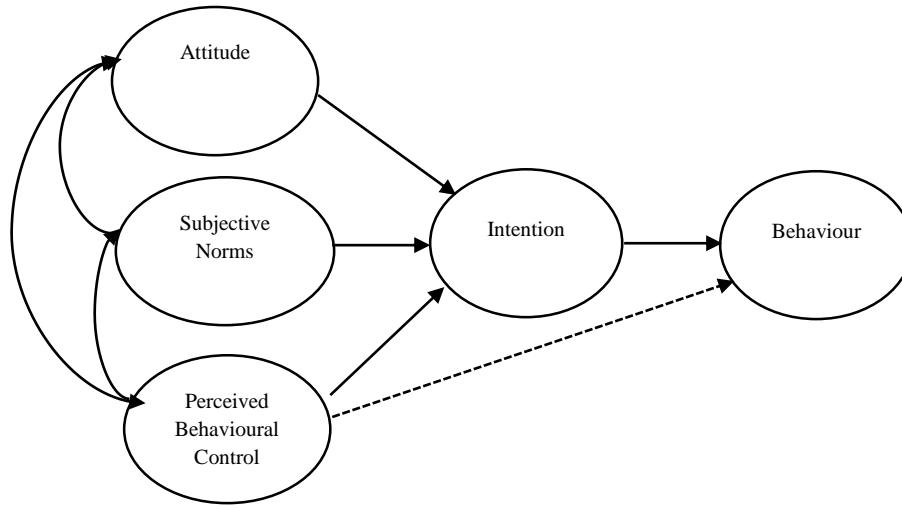 Attitude
Subjective
Norms
Intention
Behaviour
Perceived
Behavioural
Control